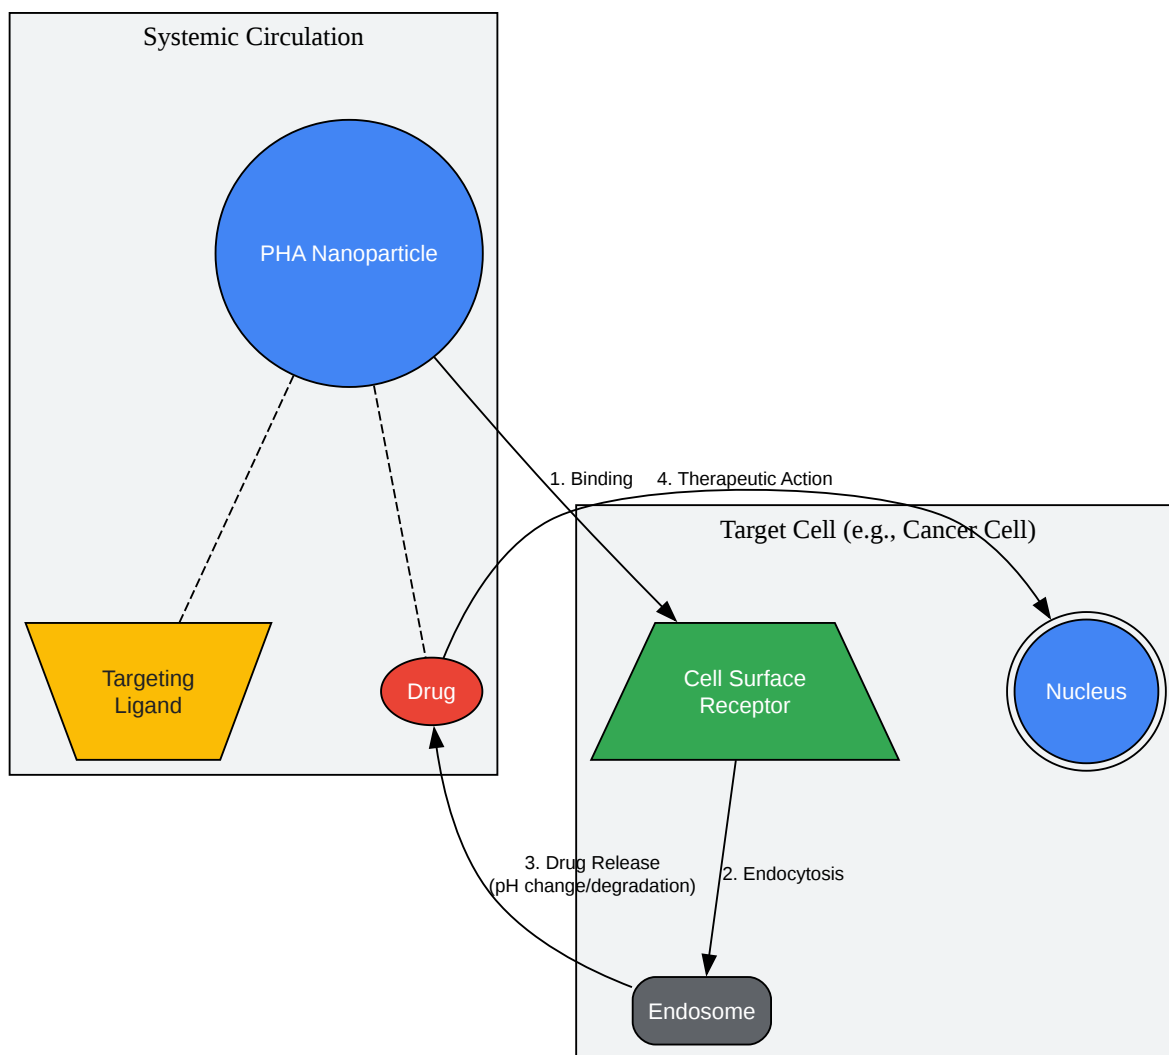 Systemic Circulation
PHA Nanoparticle
1. Binding
4. Therapeutic Action
Target Cell (e.g., Cancer Cell)
Targeting
Ligand
Drug
Cell Surface
Receptor
Nucleus
3. Drug Release
(pH change/degradation)
2. Endocytosis
Endosome